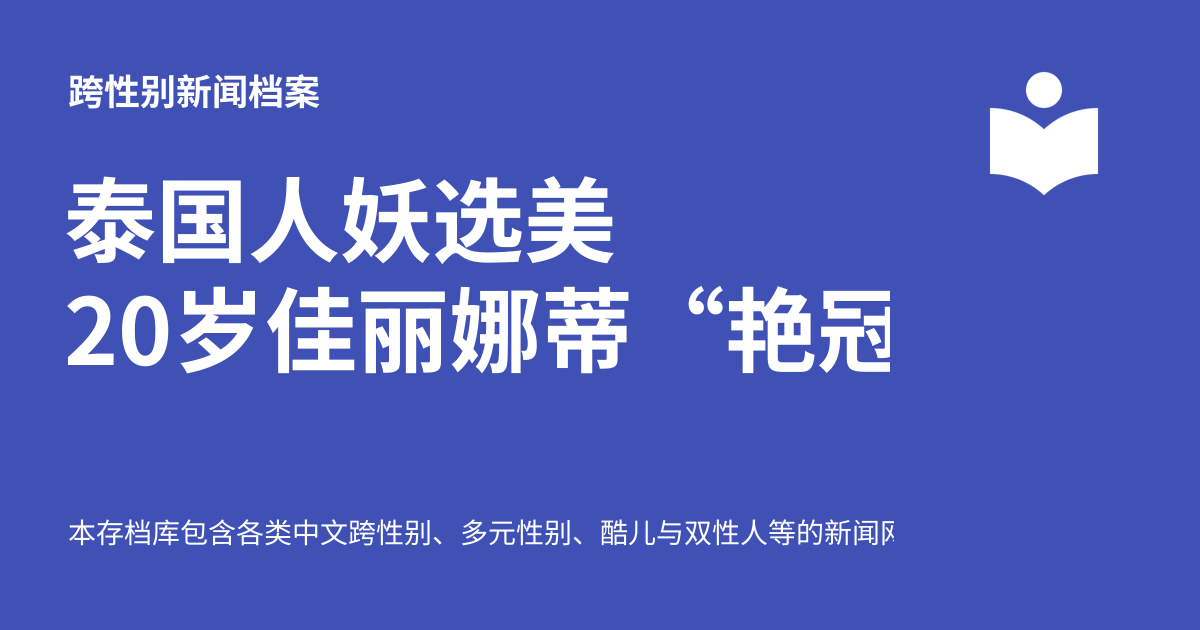 跨性别新闻档案
泰国人妖选美
20岁佳丽娜蒂 “艳冠
本存档库包含各类中文跨性别、多元性别、酷儿与双性人等的新闻网